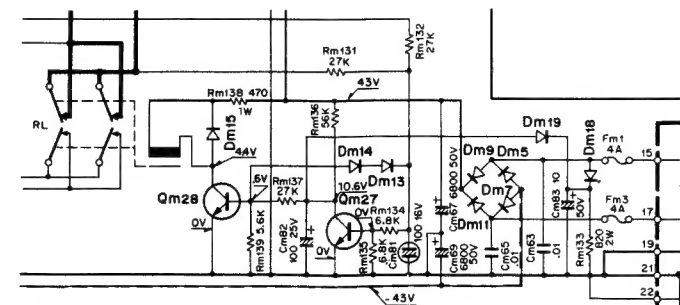 Rm132
27K
Rm131
27K
Rm138 470
1W
43V
Rm136
56K
Dm19
Dm18
Fm1
4A
15
RL
Dm15
44V
Dm14
Dm9
Dm5
Dm13
Dm7
.6V
Rm137
27K
10.6V
Qm28
Qm27
Cm67 6800 50V
Cm83 10
50V
Fm3
4A
17
0V
Rm134
6.8K
100 16V
Dm11
0V
Rm139 5.6K
Cm82
100 25V
0V
Rm135
6.8K
Cm81
Cm69
6800
50V
Cm65
.01
Cm63
.01
Rm133
820
2W
19
21
22
-43V